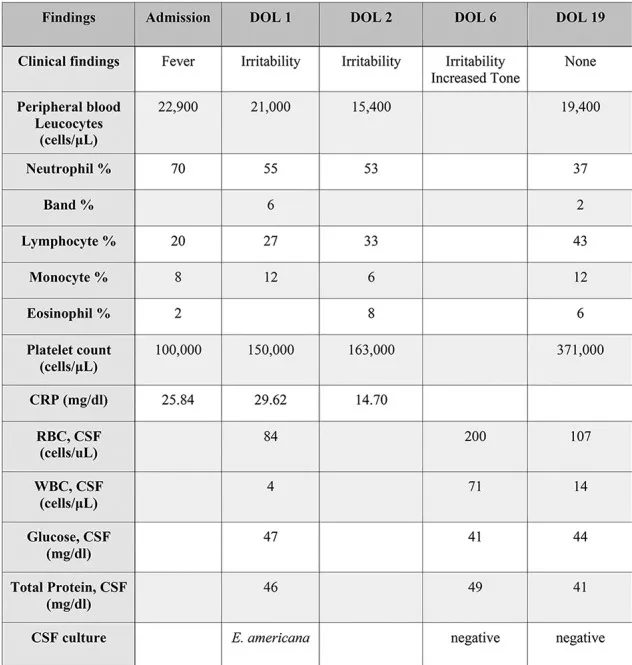 Findings Admission DOL 1 DOL 2 DOL 6 DOL 19
Clinical findings Fever Irritability Irritability Irritability None
Increased Tone
Peripheral blood 22,900 21,000 15,400 19,400
Leucocytes
(cells/µL)
Neutrophil % 70 55 53 37
Band % 6 2
Lymphocyte % 20 27 33 43
Monocyte % 8 12 6 12
Eosinophil % 2 8 6
Platelet count 100,000 150,000 163,000 371,000
(cells/µL)
CRP (mg/dl) 25.84 29.62 14.70
RBC, CSF 84 200 107
(cells/uL)
WBC, CSF 4 71 14
(cells/µL)
Glucose, CSF 47 41 44
(mg/dl)
Total Protein, CSF 46 49 41
(mg/dl)
CSF culture E. americana negative negative